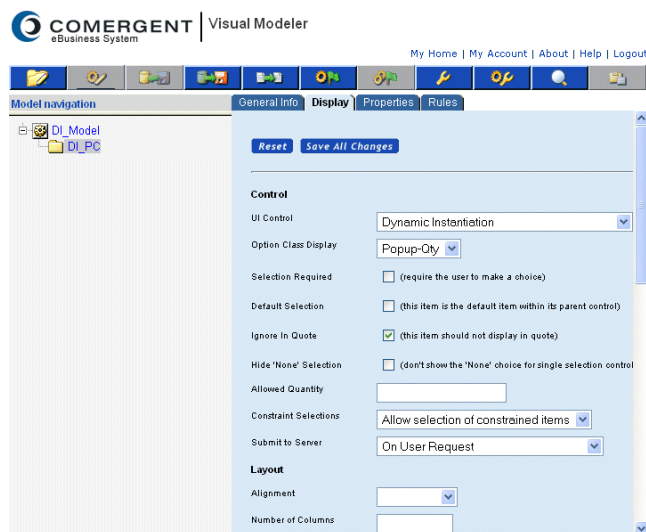 COMERGENT
eBusiness System
Visual Modeler
My Home | My Account | About | Help | Logout
Model navigation
General Info Display Properties Rules
DI_Model
DI_PC
Reset Save All Changes
Control
UI Control Dynamic Instantiation
Option Class Display Popup-Qty
Selection Required (require the user to make a choice)
Default Selection (this item is the default item within its parent control)
Ignore In Quote (this item should not display in quote)
Hide 'None' Selection (don't show the 'None' choice for single selection control
Allowed Quantity
Constraint Selections Allow selection of constrained items
Submit to Server On User Request
Layout
Alignment
Number of Columns